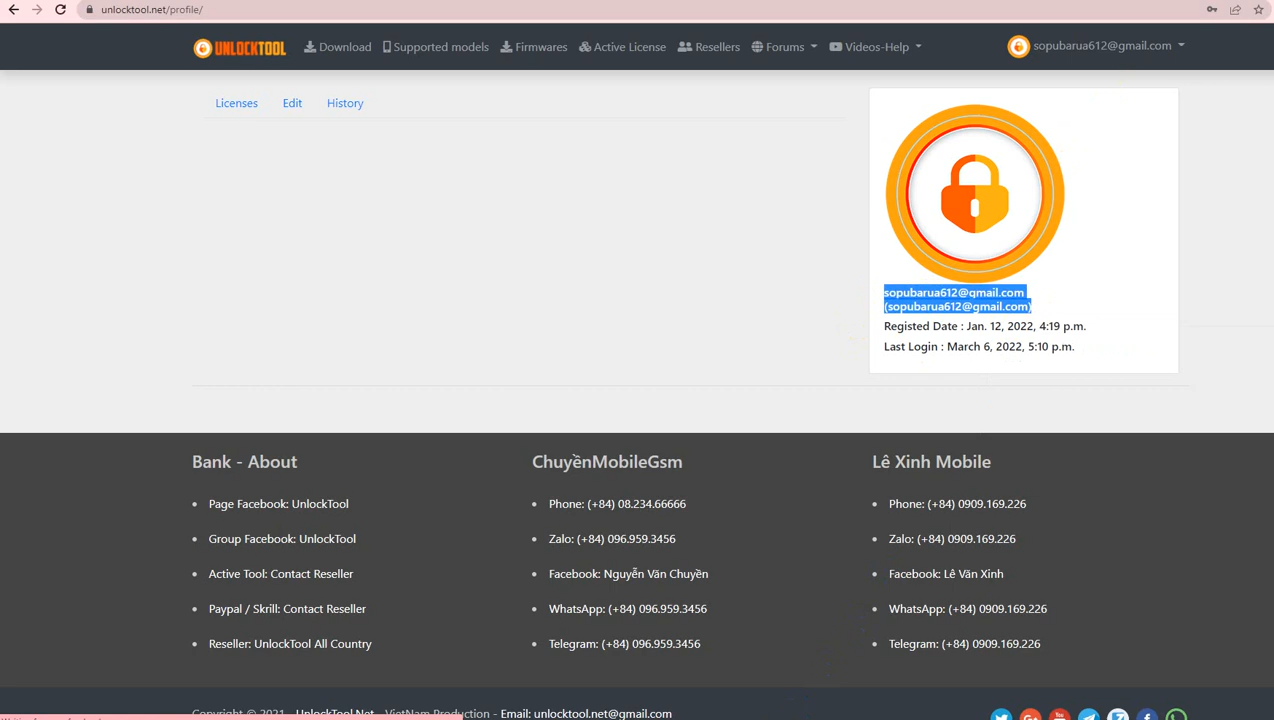 unlocktool.net/profile/
UNLOCKTOOL Download Supported models Firmwares Active License Resellers Forums Videos-Help sopubarua612@gmail.com
Licenses Edit History
sopubarua612@gmail.com
(sopubarua612@gmail.com)
Registed Date : Jan. 12, 2022, 4:19 p.m.
Last Login : March 6, 2022, 5:10 p.m.
Bank - About
Page Facebook: UnlockTool
Group Facebook: UnlockTool
Active Tool: Contact Reseller
Paypal / Skrill: Contact Reseller
Reseller: UnlockTool All Country
ChuyềnMobileGsm
Phone: (+84) 08.234.66666
Zalo: (+84) 096.959.3456
Facebook: Nguyễn Văn Chuyền
WhatsApp: (+84) 096.959.3456
Telegram: (+84) 096.959.3456
Lê Xinh Mobile
Phone: (+84) 0909.169.226
Zalo: (+84) 0909.169.226
Facebook: Lê Văn Xinh
WhatsApp: (+84) 0909.169.226
Telegram: (+84) 0909.169.226
Copyright © 2021 - UnlockTool.Net - VietNam Production - Email: unlocktool.net@gmail.com